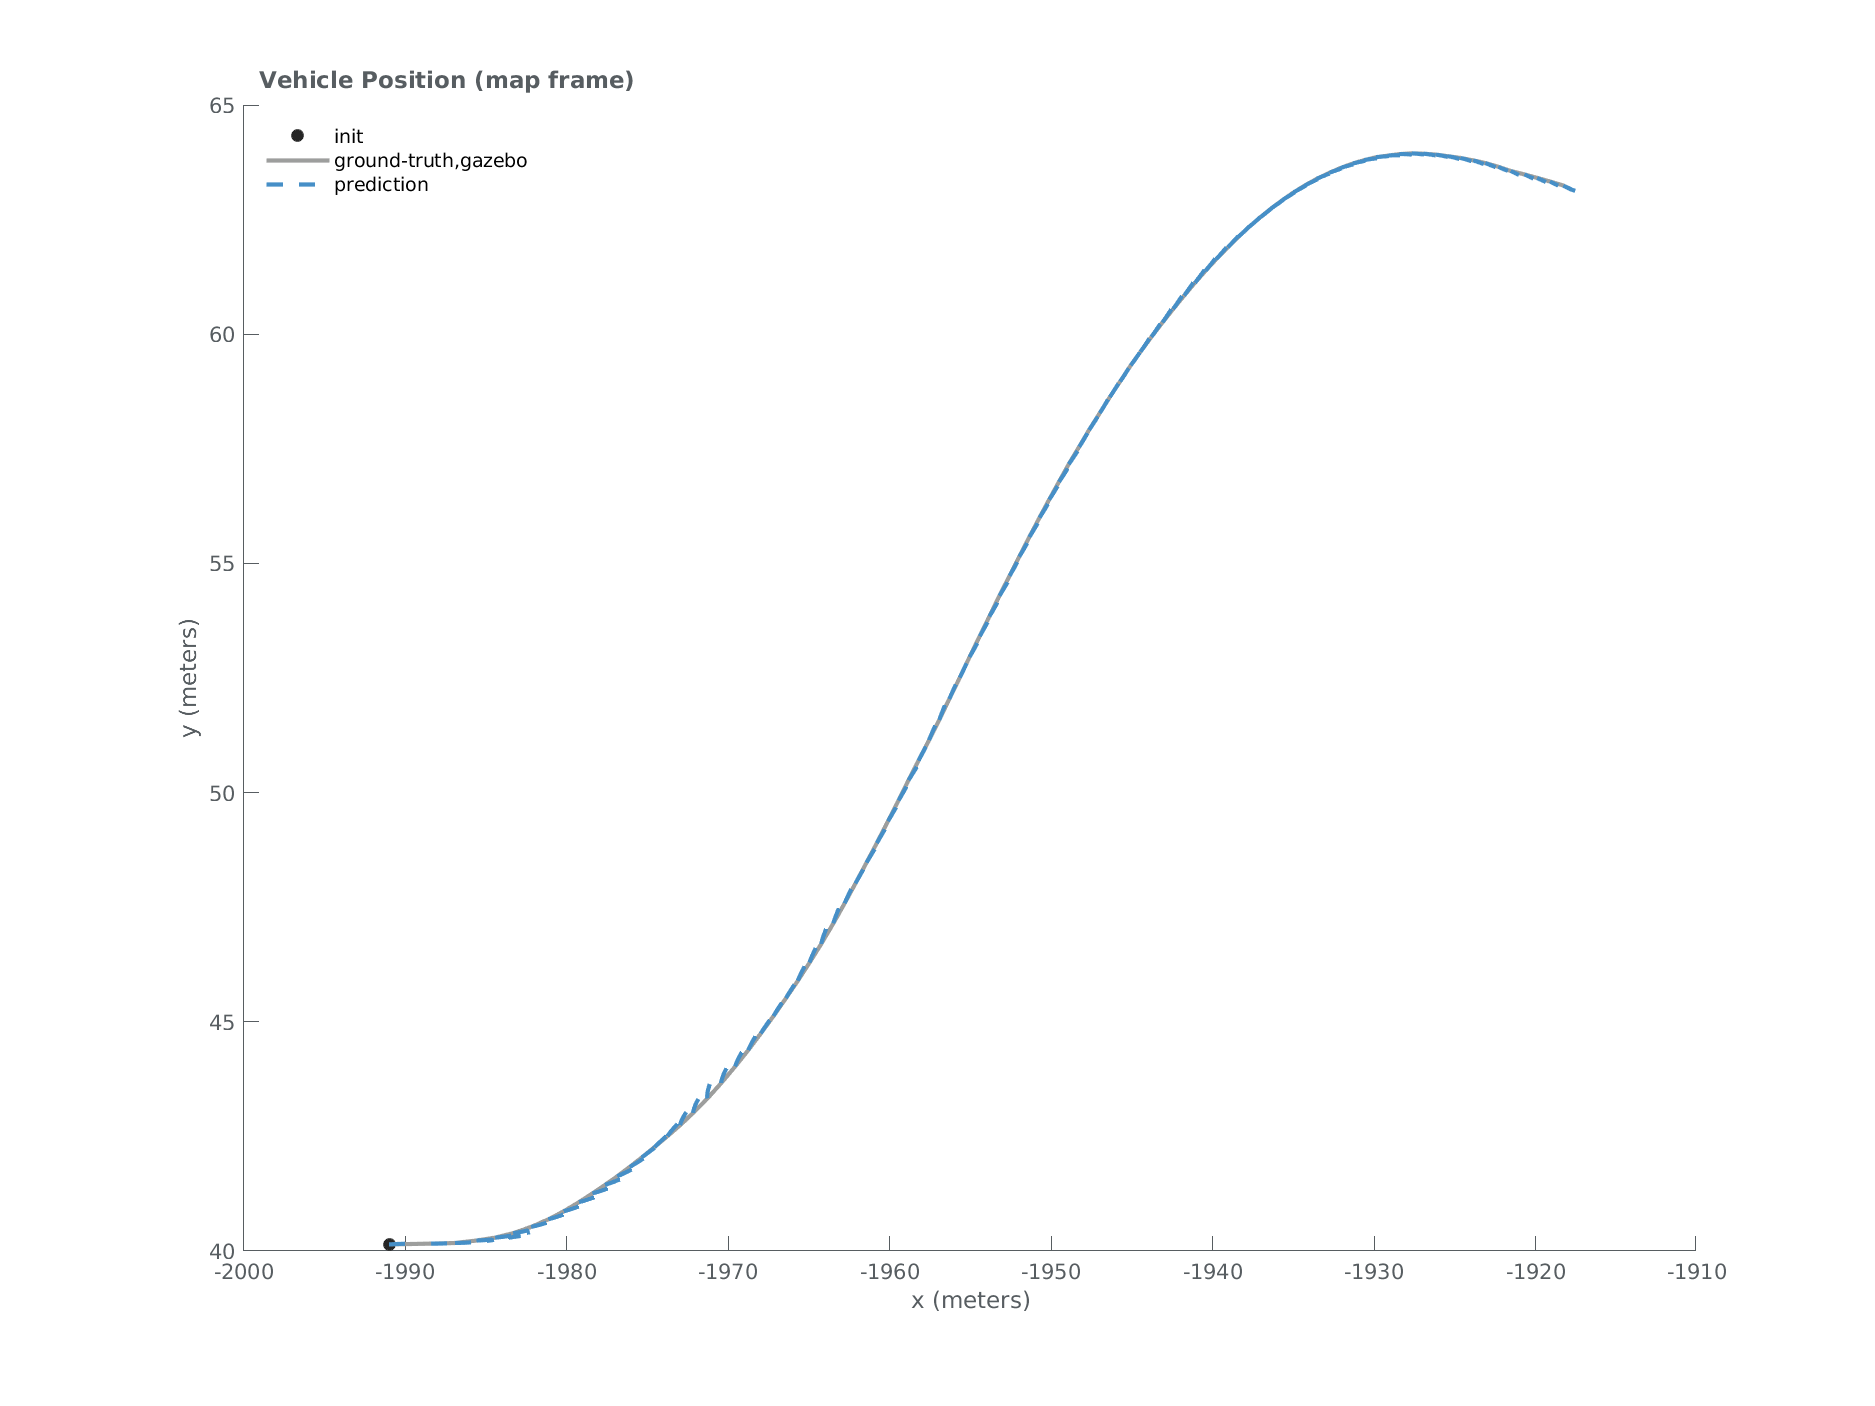 Vehicle Position (map frame)
65
init
ground-truth,gazebo
prediction
60
55
y (meters)
50
45
40
-2000 -1990 -1980 -1970 -1960 -1950 -1940 -1930 -1920 -1910
x (meters)